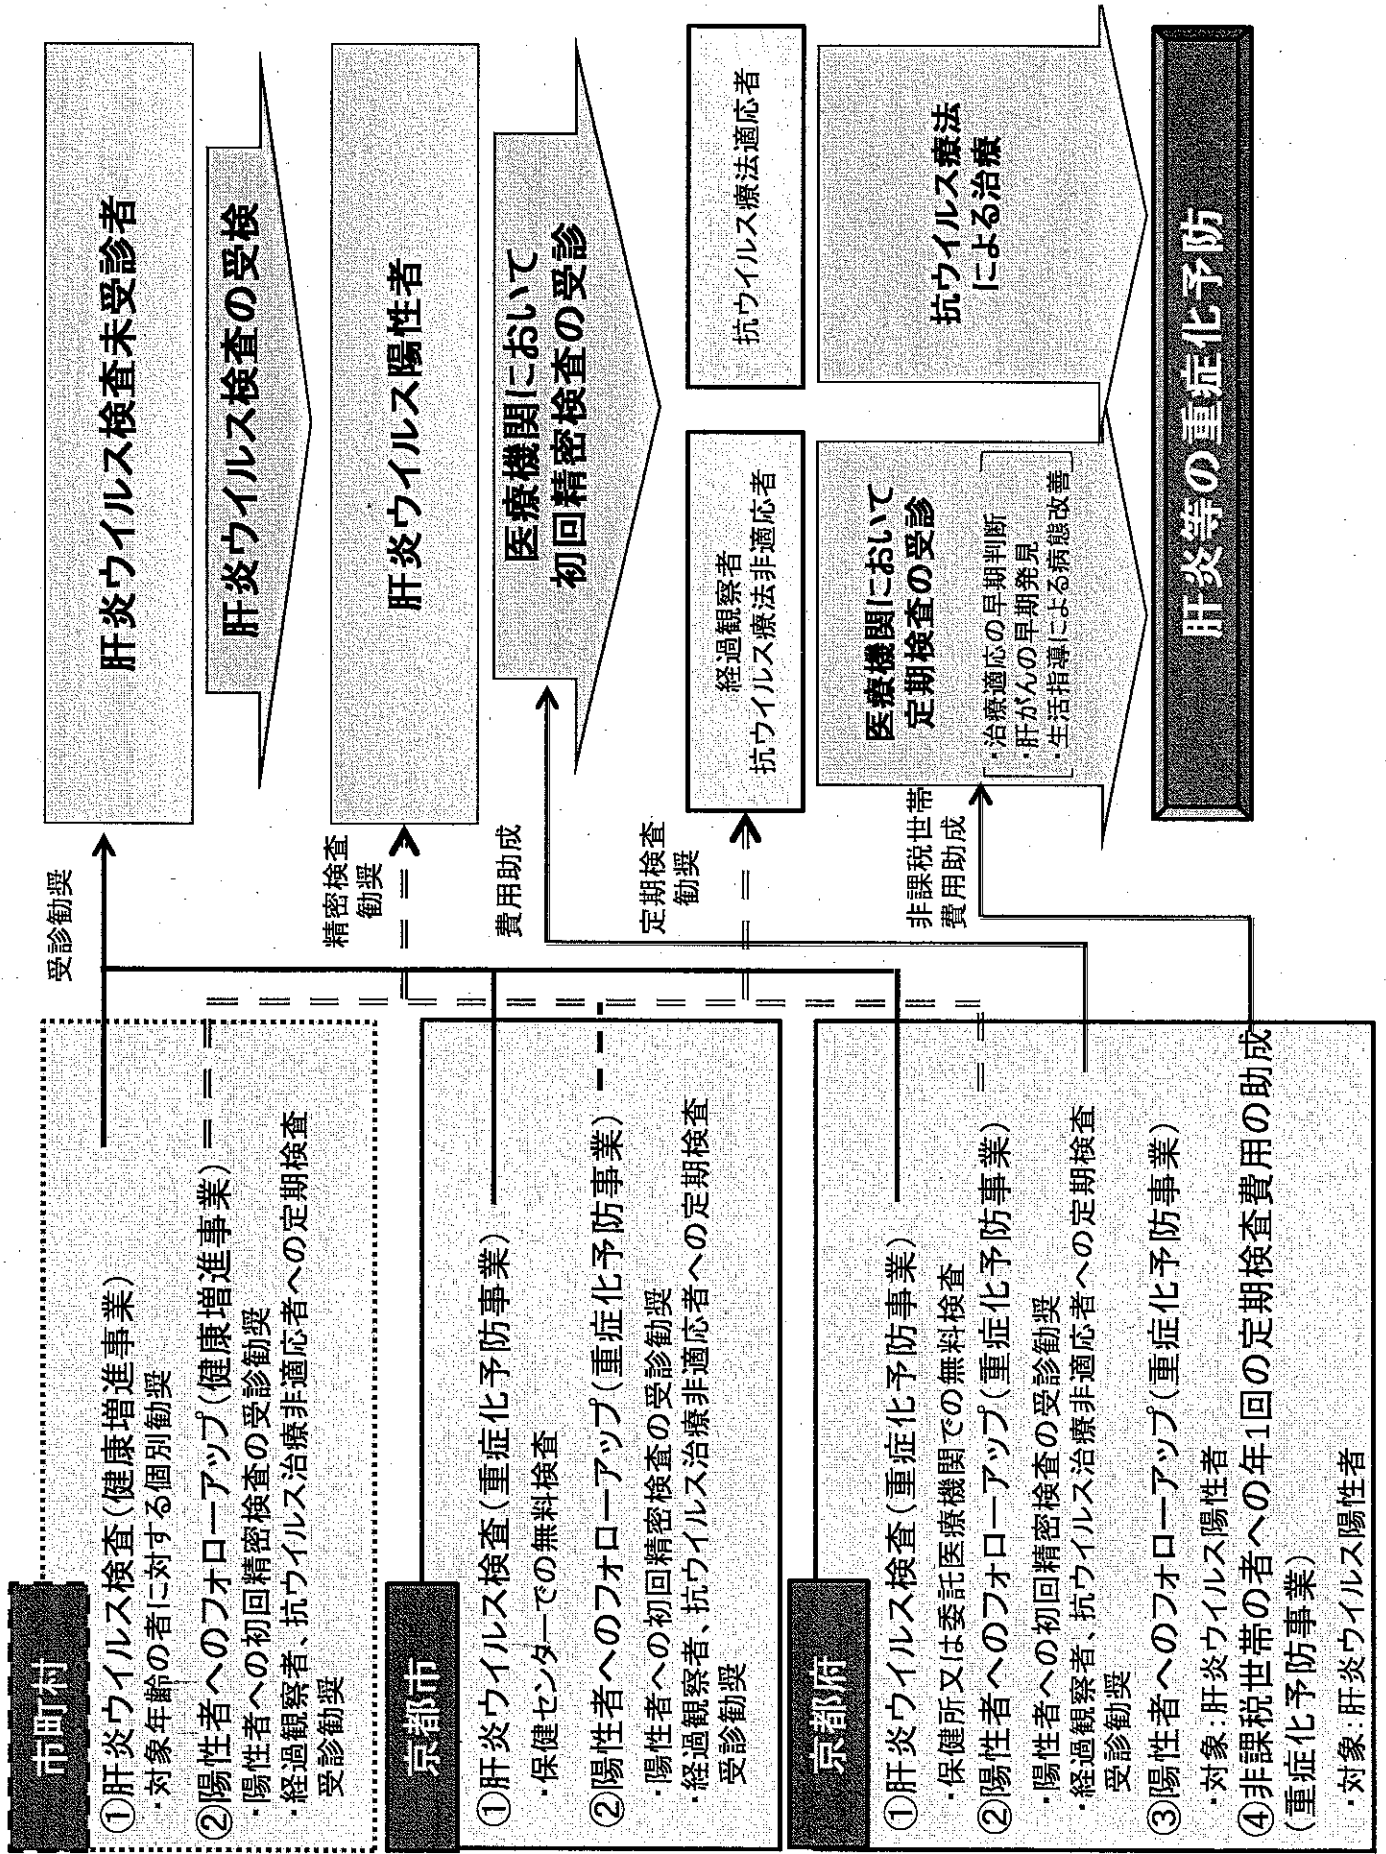 市町村
①肝炎ウイルス検査(健康増進事業)
・対象年齢の者に対する個別勧奨
②陽性者へのフォローアップ(健康増進事業)
・陽性者への初回精密検査の受診勧奨
・経過観察者、抗ウイルス治療非適応者への定期検査
受診勧奨
京都市
①肝炎ウイルス検査(重症化予防事業)
・保健センターでの無料検査
②陽性者へのフォローアップ(重症化予防事業)
・陽性者への初回精密検査の受診勧奨
・経過観察者、抗ウイルス治療非適応者への定期検査
受診勧奨
京都府
①肝炎ウイルス検査(重症化予防事業)
・保健所又は委託医療機関での無料検査
②陽性者へのフォローアップ(重症化予防事業)
・陽性者への初回精密検査の受診勧奨
・経過観察者、抗ウイルス治療非適応者への定期検査
受診勧奨
③陽性者へのフォローアップ(重症化予防事業)
・対象:肝炎ウイルス陽性者
④非課税世帯の者への年1回の定期検査費用の助成
(重症化予防事業)
・対象:肝炎ウイルス陽性者
受診勧奨
精密検査
勧奨
費用助成
定期検査
勧奨
非課税世帯
費用助成
肝炎ウイルス検査未受診者
肝炎ウイルス検査の受検
肝炎ウイルス陽性者
医療機関において
初回精密検査の受診
経過観察者
抗ウイルス療法非適応者
抗ウイルス療法適応者
医療機関において
定期検査の受診
・治療適応の早期判断
・肝がんの早期発見
・生活指導による病態改善
抗ウイルス療法
による治療
肝炎等の重症化予防